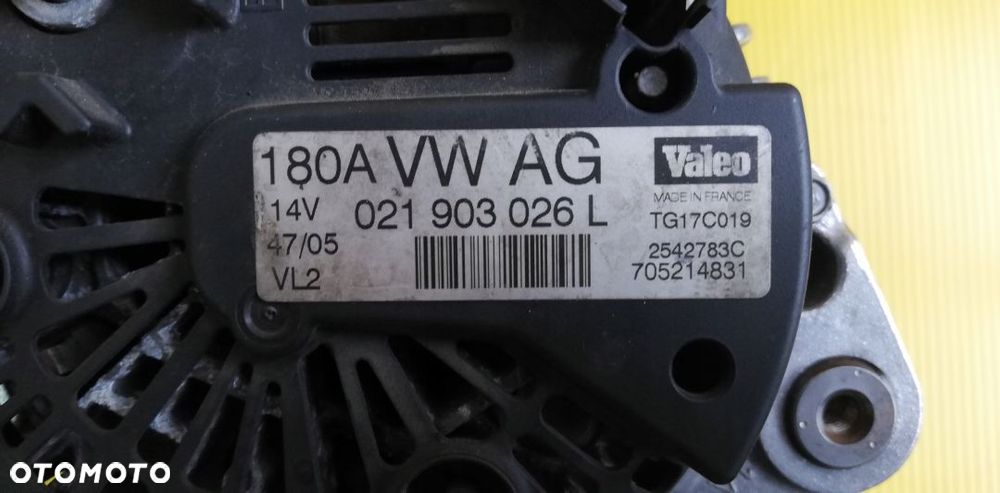 180A VW AG Valeo
MADE IN FRANCE
14V 021 903 026 L TG17C019
47/05 2542783C
VL2 705214831
OTOMOTO